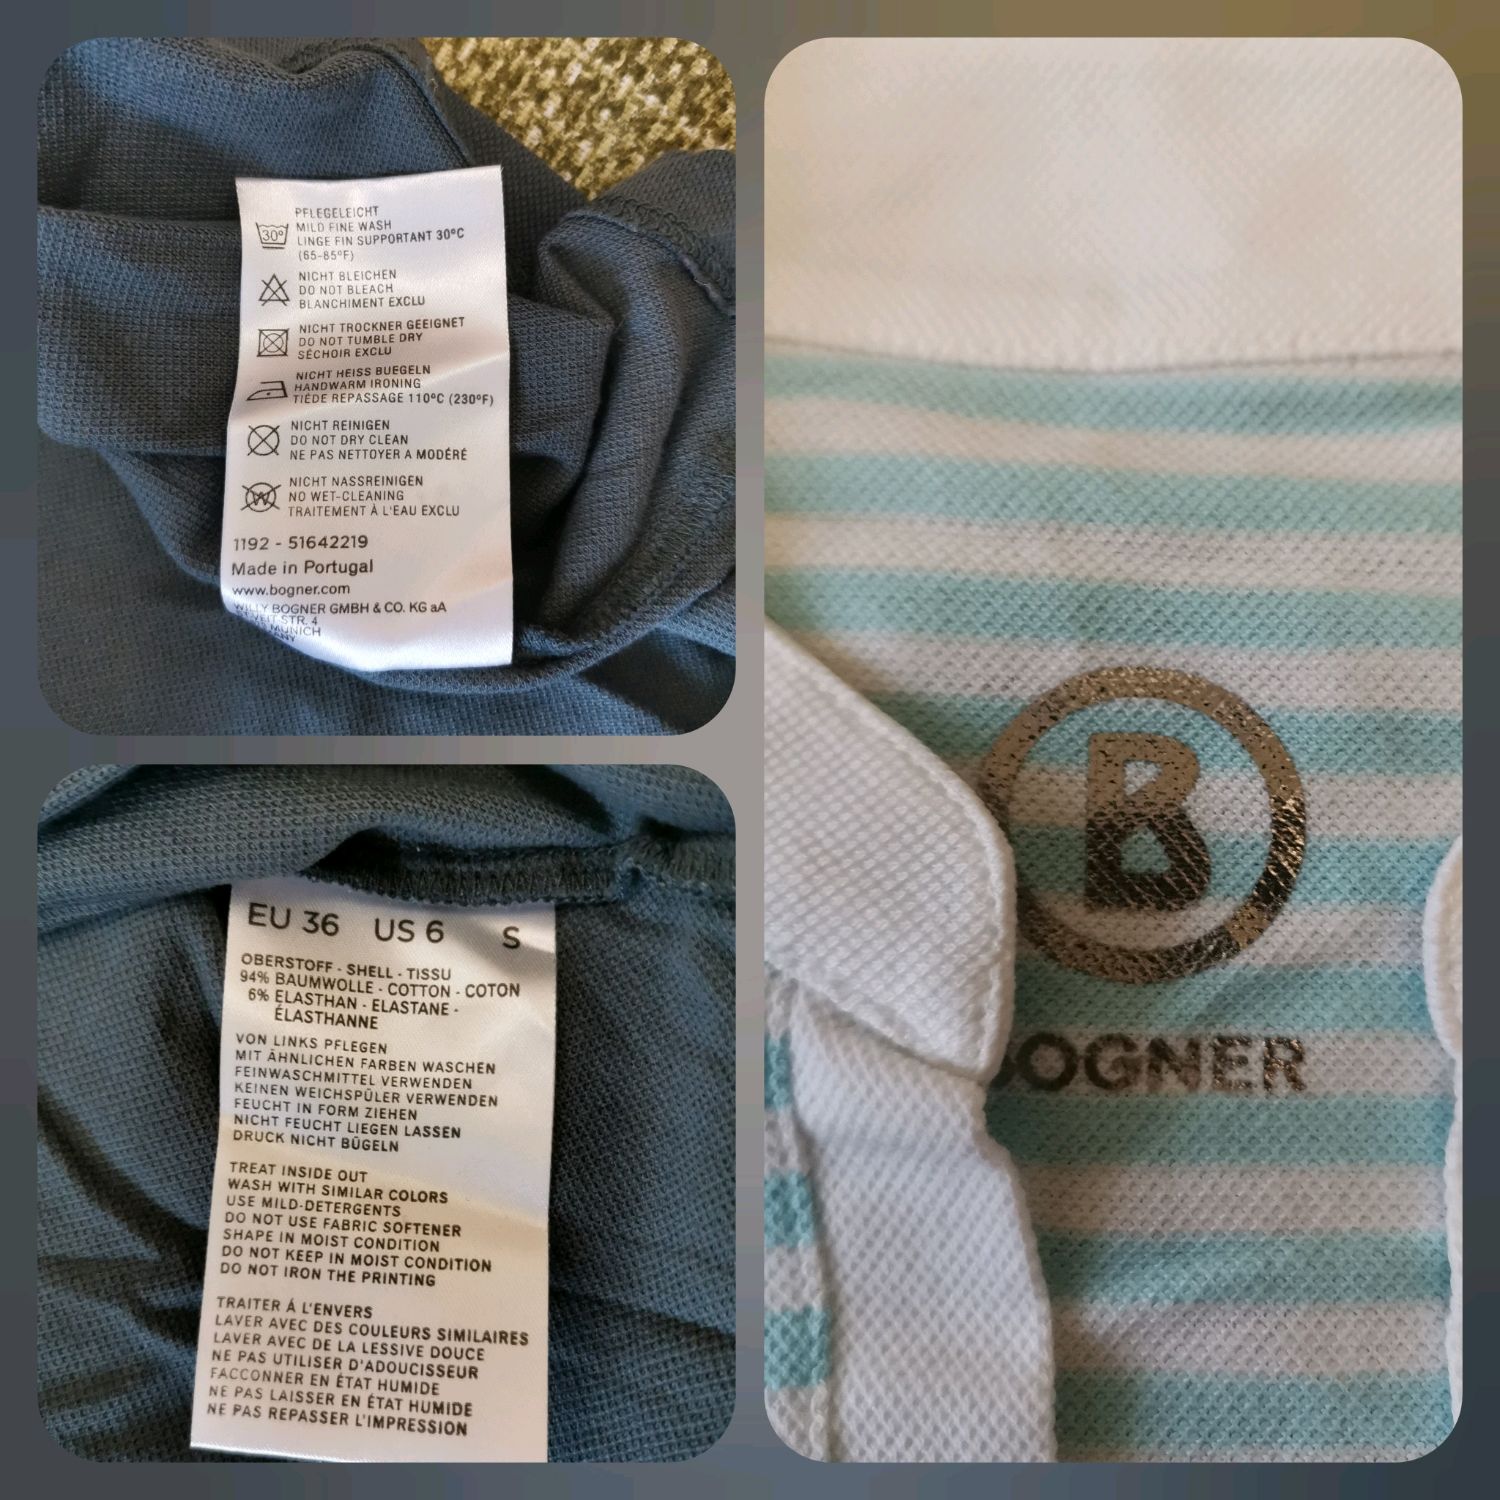 30°
PFLEGELEICHT
MILD FINE WASH
LINGE FIN SUPPORTANT 30°C
(65-85°F)
NICHT BLEICHEN
DO NOT BLEACH
BLANCHIMENT EXCLU
NICHT TROCKNER GEEIGNET
DO NOT TUMBLE DRY
SÉCHOIR EXCLU
NICHT HEISS BUEGELN
HANDWARM IRONING
TIÈDE REPASSAGE 110°C (230°F)
NICHT REINIGEN
DO NOT DRY CLEAN
NE PAS NETTOYER A MODÉRÉ
W
NICHT NASSREINIGEN
NO WET-CLEANING
TRAITEMENT À L'EAU EXCLU
1192 - 51642219
Made in Portugal
www.bogner.com
WILLY BOGNER GMBH & CO. KG aA
STR. 4
MUNICH
EU 36 US 6 S
OBERSTOFF - SHELL - TISSU
94% BAUMWOLLE - COTTON - COTON
6% ELASTHAN - ELASTANE -
ÉLASTHANNE
VON LINKS PFLEGEN
MIT ÄHNLICHEN FARBEN WASCHEN
FEINWASCHMITTEL VERWENDEN
KEINEN WEICHSPÜLER VERWENDEN
FEUCHT IN FORM ZIEHEN
NICHT FEUCHT LIEGEN LASSEN
DRUCK NICHT BÜGELN
TREAT INSIDE OUT
WASH WITH SIMILAR COLORS
USE MILD-DETERGENTS
DO NOT USE FABRIC SOFTENER
SHAPE IN MOIST CONDITION
DO NOT KEEP IN MOIST CONDITION
DO NOT IRON THE PRINTING
TRAITER Á L'ENVERS
LAVER AVEC DES COULEURS SIMILAIRES
LAVER AVEC DE LA LESSIVE DOUCE
NE PAS UTILISER D'ADOUCISSEUR
FACCONNER EN ÉTAT HUMIDE
NE PAS LAISSER EN ÉTAT HUMIDE
NE PAS REPASSER L'IMPRESSION
B
BOGNER